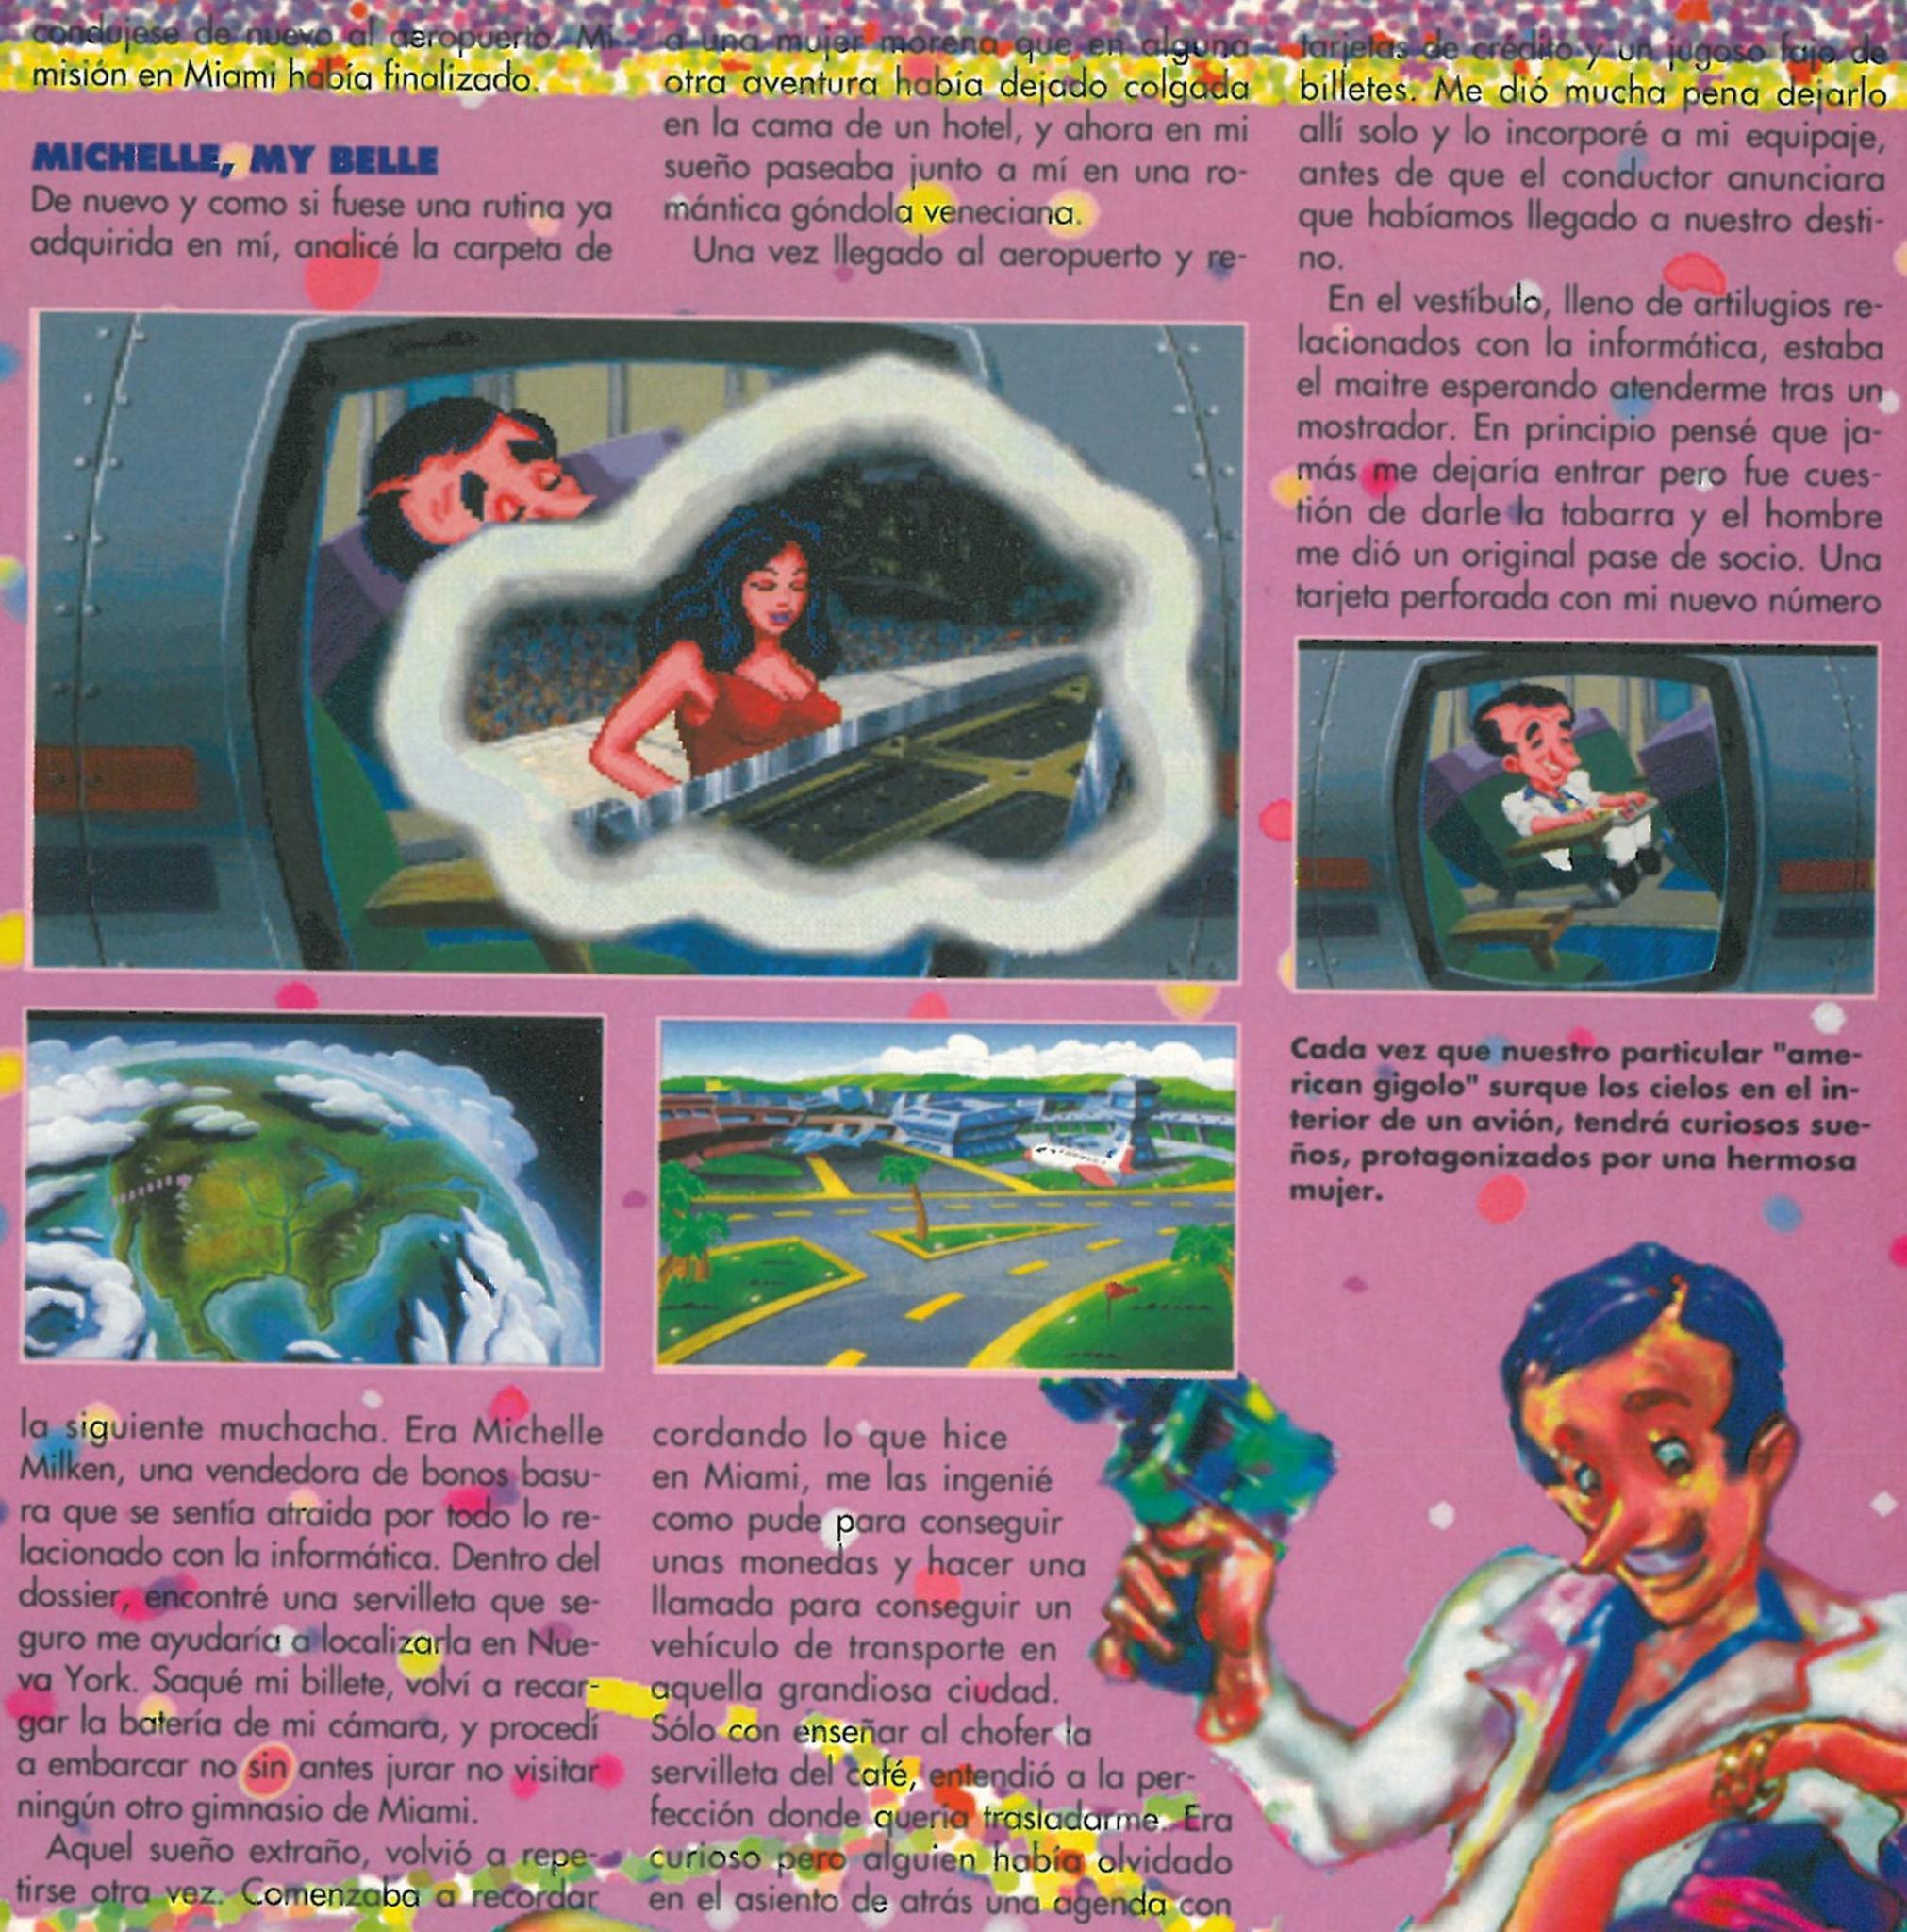 condujese de nuevo al aeropuerto. Mi
misión en Miami había finalizado.
MICHELLE, MY BELLE
De nuevo y como si fuese una rutina ya
adquirida en mí, analicé la carpeta de
la siguiente muchacha. Era Michelle
Milken, una vendedora de bonos basu-
ra que se sentía atraida por todo lo re-
lacionado con la informática. Dentro del
dossier, encontré una servilleta que se-
guro me ayudaría a localizarla en Nue-
va York. Saqué mi billete, volví a recar-
gar la batería de mi cámara, y procedí
a embarcar no sin antes jurar no visitar
ningún otro gimnasio de Miami.
Aquel sueño extraño, volvió a repe-
tirse otra vez. Comenzaba a recordar
a una mujer morena que en alguna
otra aventura había dejado colgada
en la cama de un hotel, y ahora en mi
sueño paseaba junto a mí en una ro-
mántica góndola veneciana.
Una vez llegado al aeropuerto y re-
cordando lo que hice
en Miami, me las ingenié
como pude para conseguir
unas monedas y hacer una
llamada para conseguir un
vehículo de transporte en
aquella grandiosa ciudad.
Sólo con enseñar al chofer la
servilleta del café, entendió a la per-
fección donde quería trasladarme. Era
curioso pero alguien había olvidado
en el asiento de atrás una agenda con
tarjetas de crédito y un jugoso fajo de
billetes. Me dió mucha pena dejarlo
allí solo y lo incorporé a mi equipaje,
antes de que el conductor anunciara
que habíamos llegado a nuestro desti-
no.
En el vestíbulo, lleno de artilugios re-
lacionados con la informática, estaba
el maitre esperando atenderme tras un
mostrador. En principio pensé que ja-
más me dejaría entrar pero fue cues-
tión de darle la tabarra y el hombre
me dió un original pase de socio. Una
tarjeta perforada con mi nuevo número
Cada vez que nuestro particular "ame-
rican gigolo" surque los cielos en el in-
terior de un avión, tendrá curiosos sue-
ños, protagonizados por una hermosa
mujer.